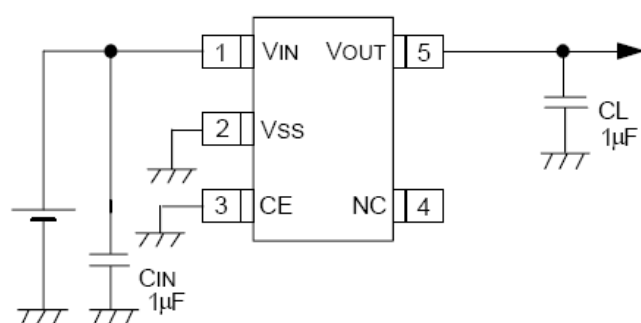 1 VIN VOUT 5
2 VSS
3 CE NC 4
CL
1μF
CIN
1μF